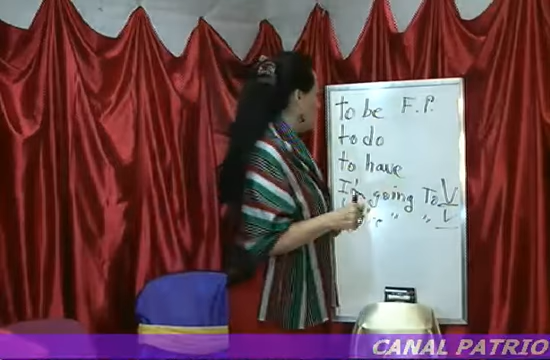 to be F.P.
to do
to have
I'm going To V
" " " V
CANAL PATRIO